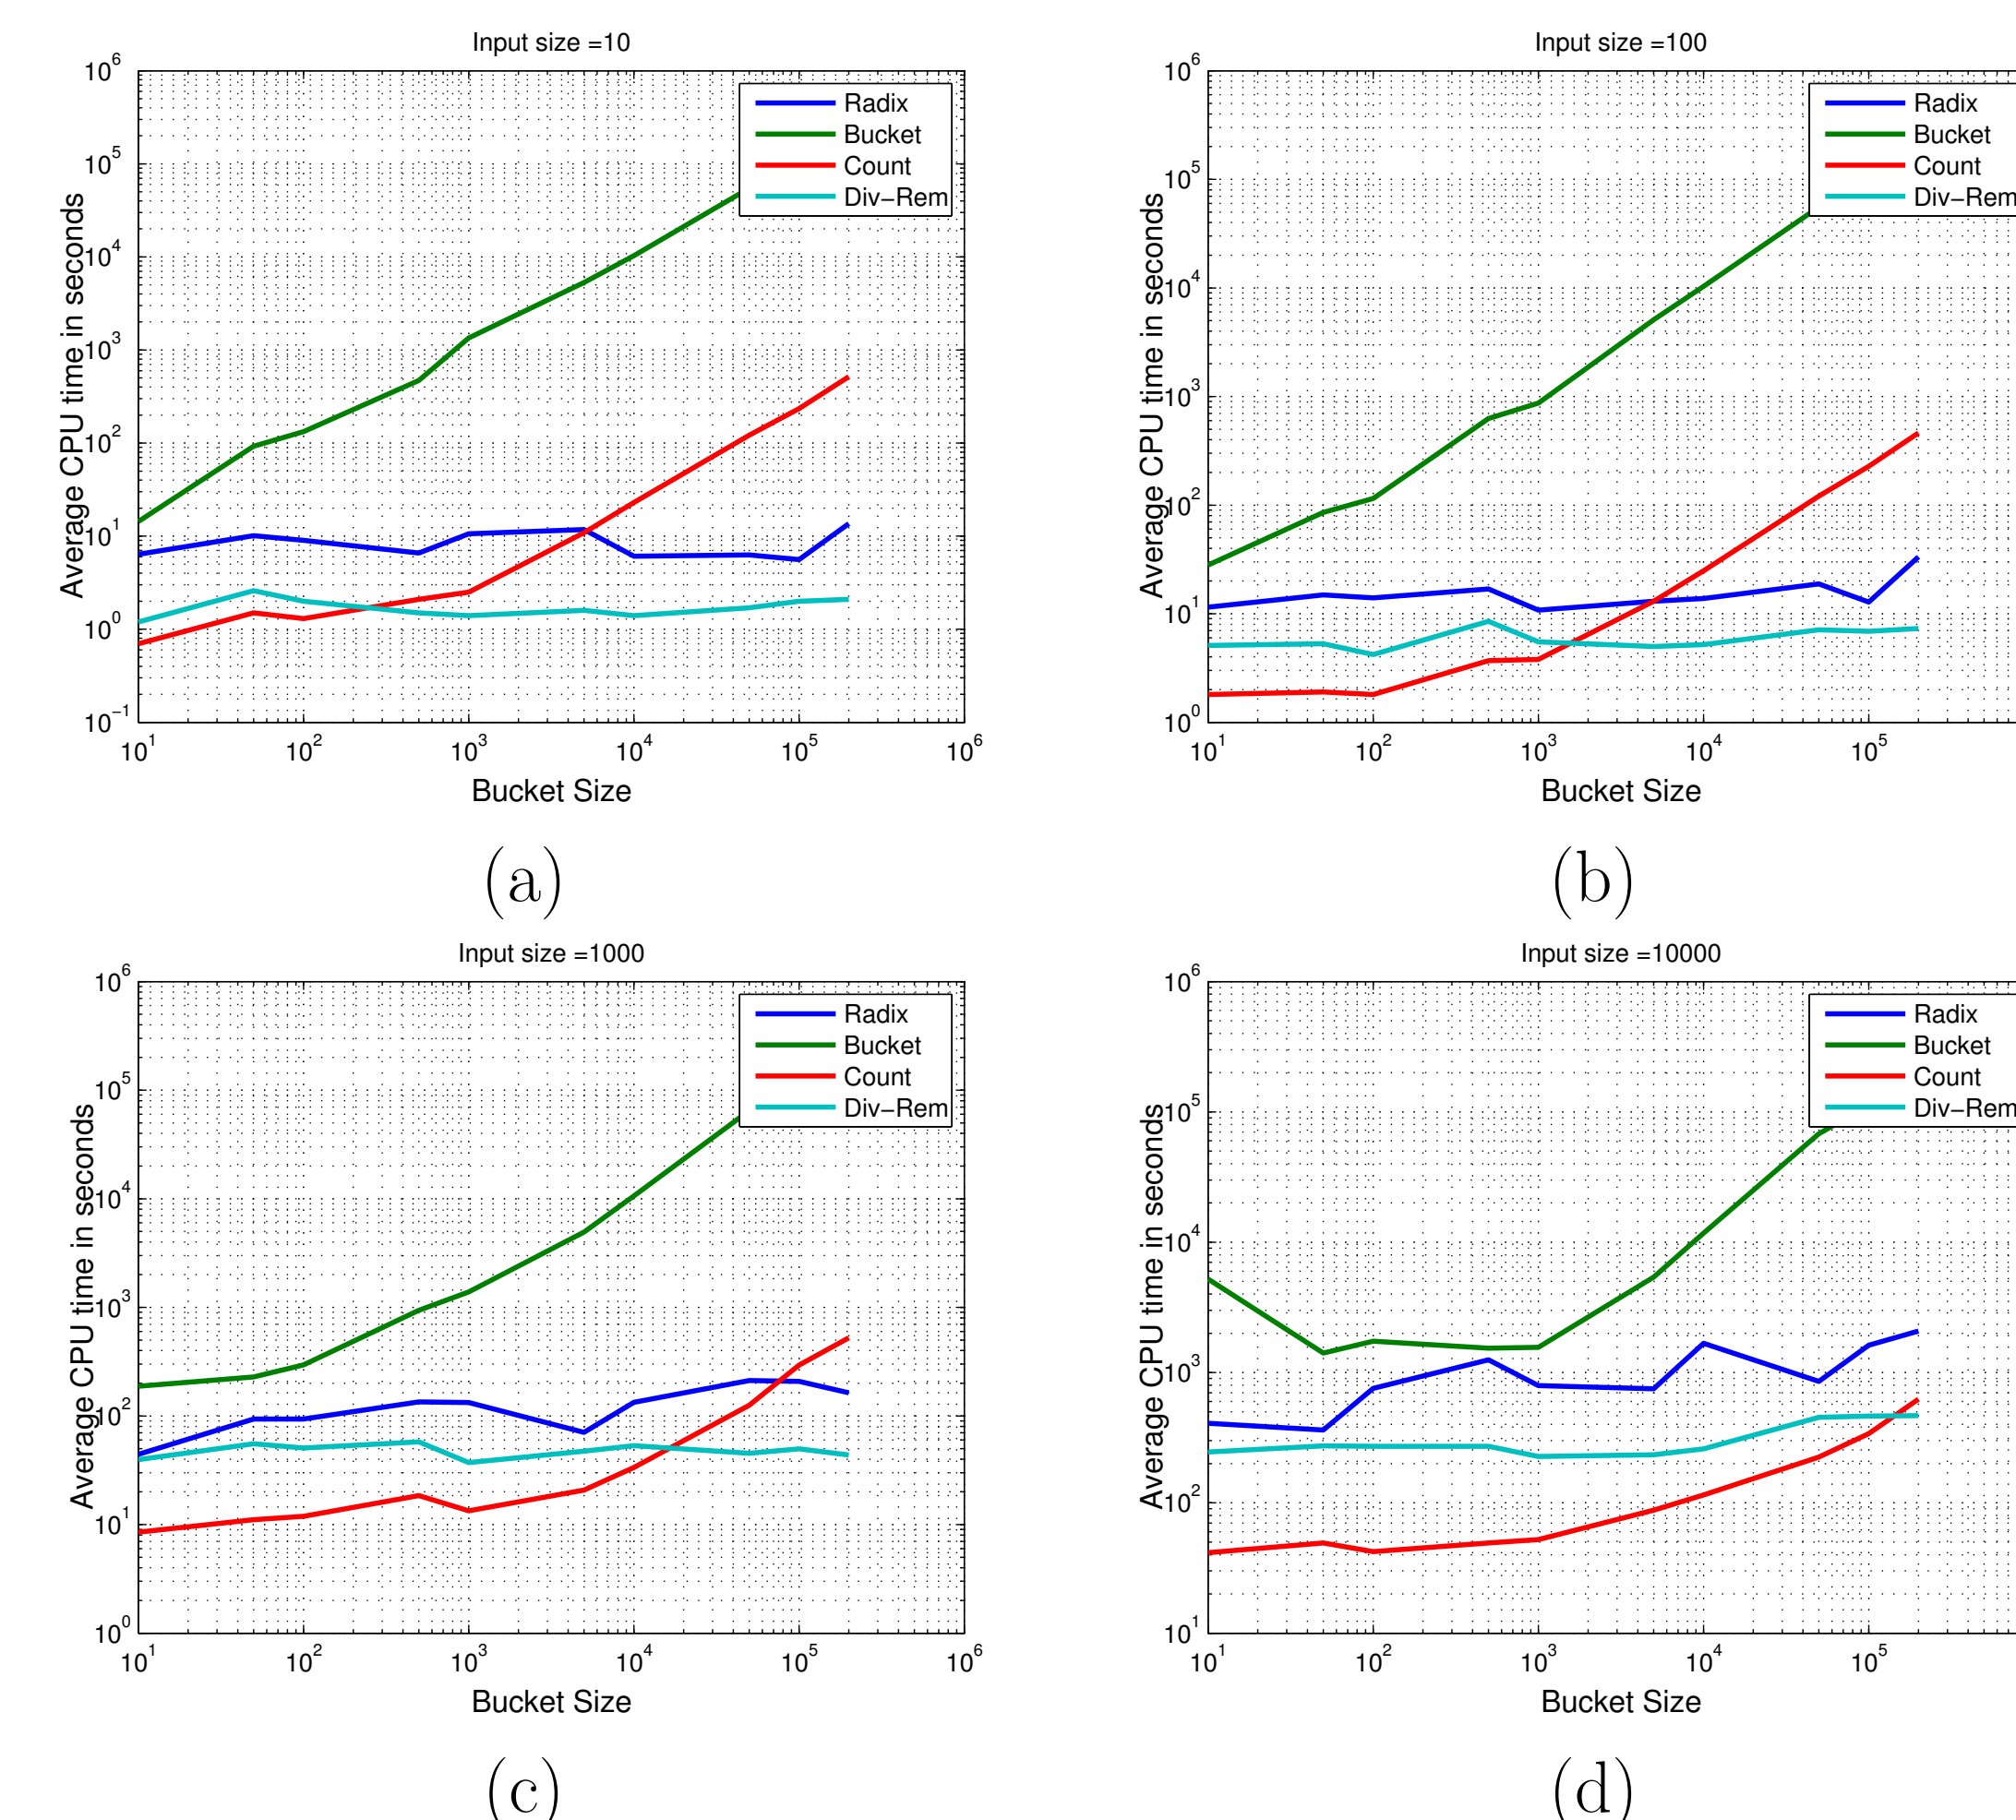 Input size =10
10^6
10^5
10^4
10^3
10^2
10^1
10^0
10^−1
Average CPU time in seconds
Radix
Bucket
Count
Div−Rem
10^1 10^2 10^3 10^4 10^5 10^6
Bucket Size
(a)
Input size =100
10^6
10^5
10^4
10^3
10^2
10^1
10^0
Average CPU time in seconds
Radix
Bucket
Count
Div−Rem
10^1 10^2 10^3 10^4 10^5
Bucket Size
(b)
Input size =1000
10^6
10^5
10^4
10^3
10^2
10^1
10^0
Average CPU time in seconds
Radix
Bucket
Count
Div−Rem
10^1 10^2 10^3 10^4 10^5 10^6
Bucket Size
(c)
Input size =10000
10^6
10^5
10^4
10^3
10^2
10^1
Average CPU time in seconds
Radix
Bucket
Count
Div−Rem
10^1 10^2 10^3 10^4 10^5
Bucket Size
(d)